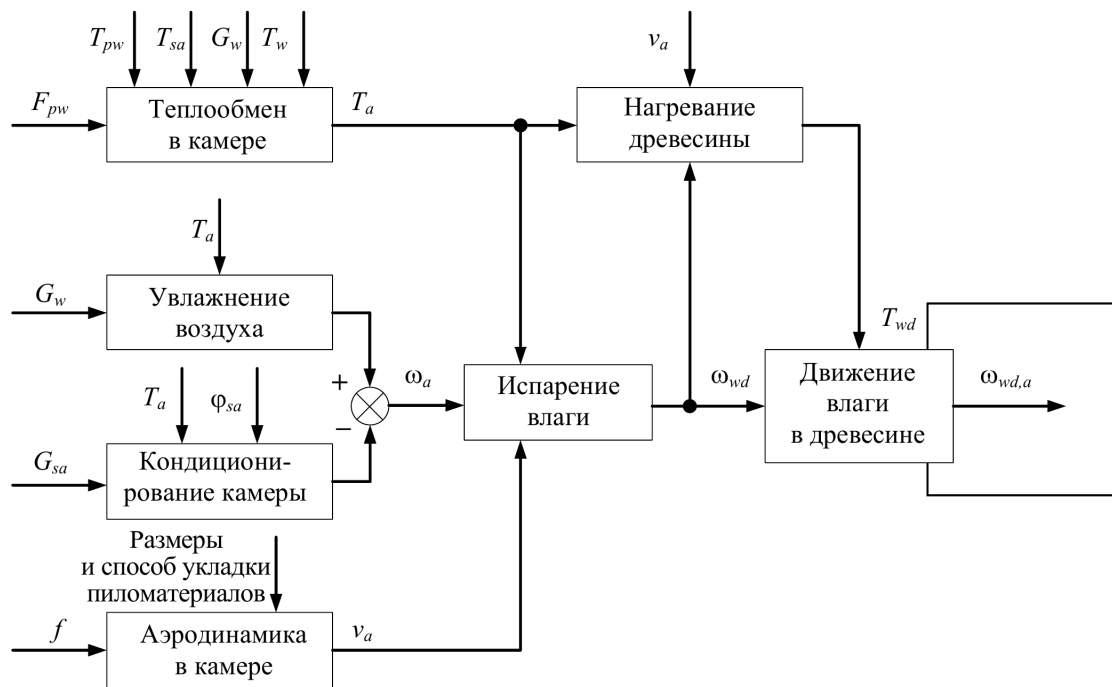 T_pw T_sa G_w T_w
F_pw
Теплообмен
в камере
T_a
v_a
Нагревание
древесины
T_a
G_w
Увлажнение
воздуха
T_a φ_sa
G_sa
Кондициони-
рование камеры
+
−
ω_a
Испарение
влаги
ω_wd
T_wd
Движение
влаги
в древесине
ω_wd,a
Размеры
и способ укладки
пиломатериалов
f
Аэродинамика
в камере
v_a